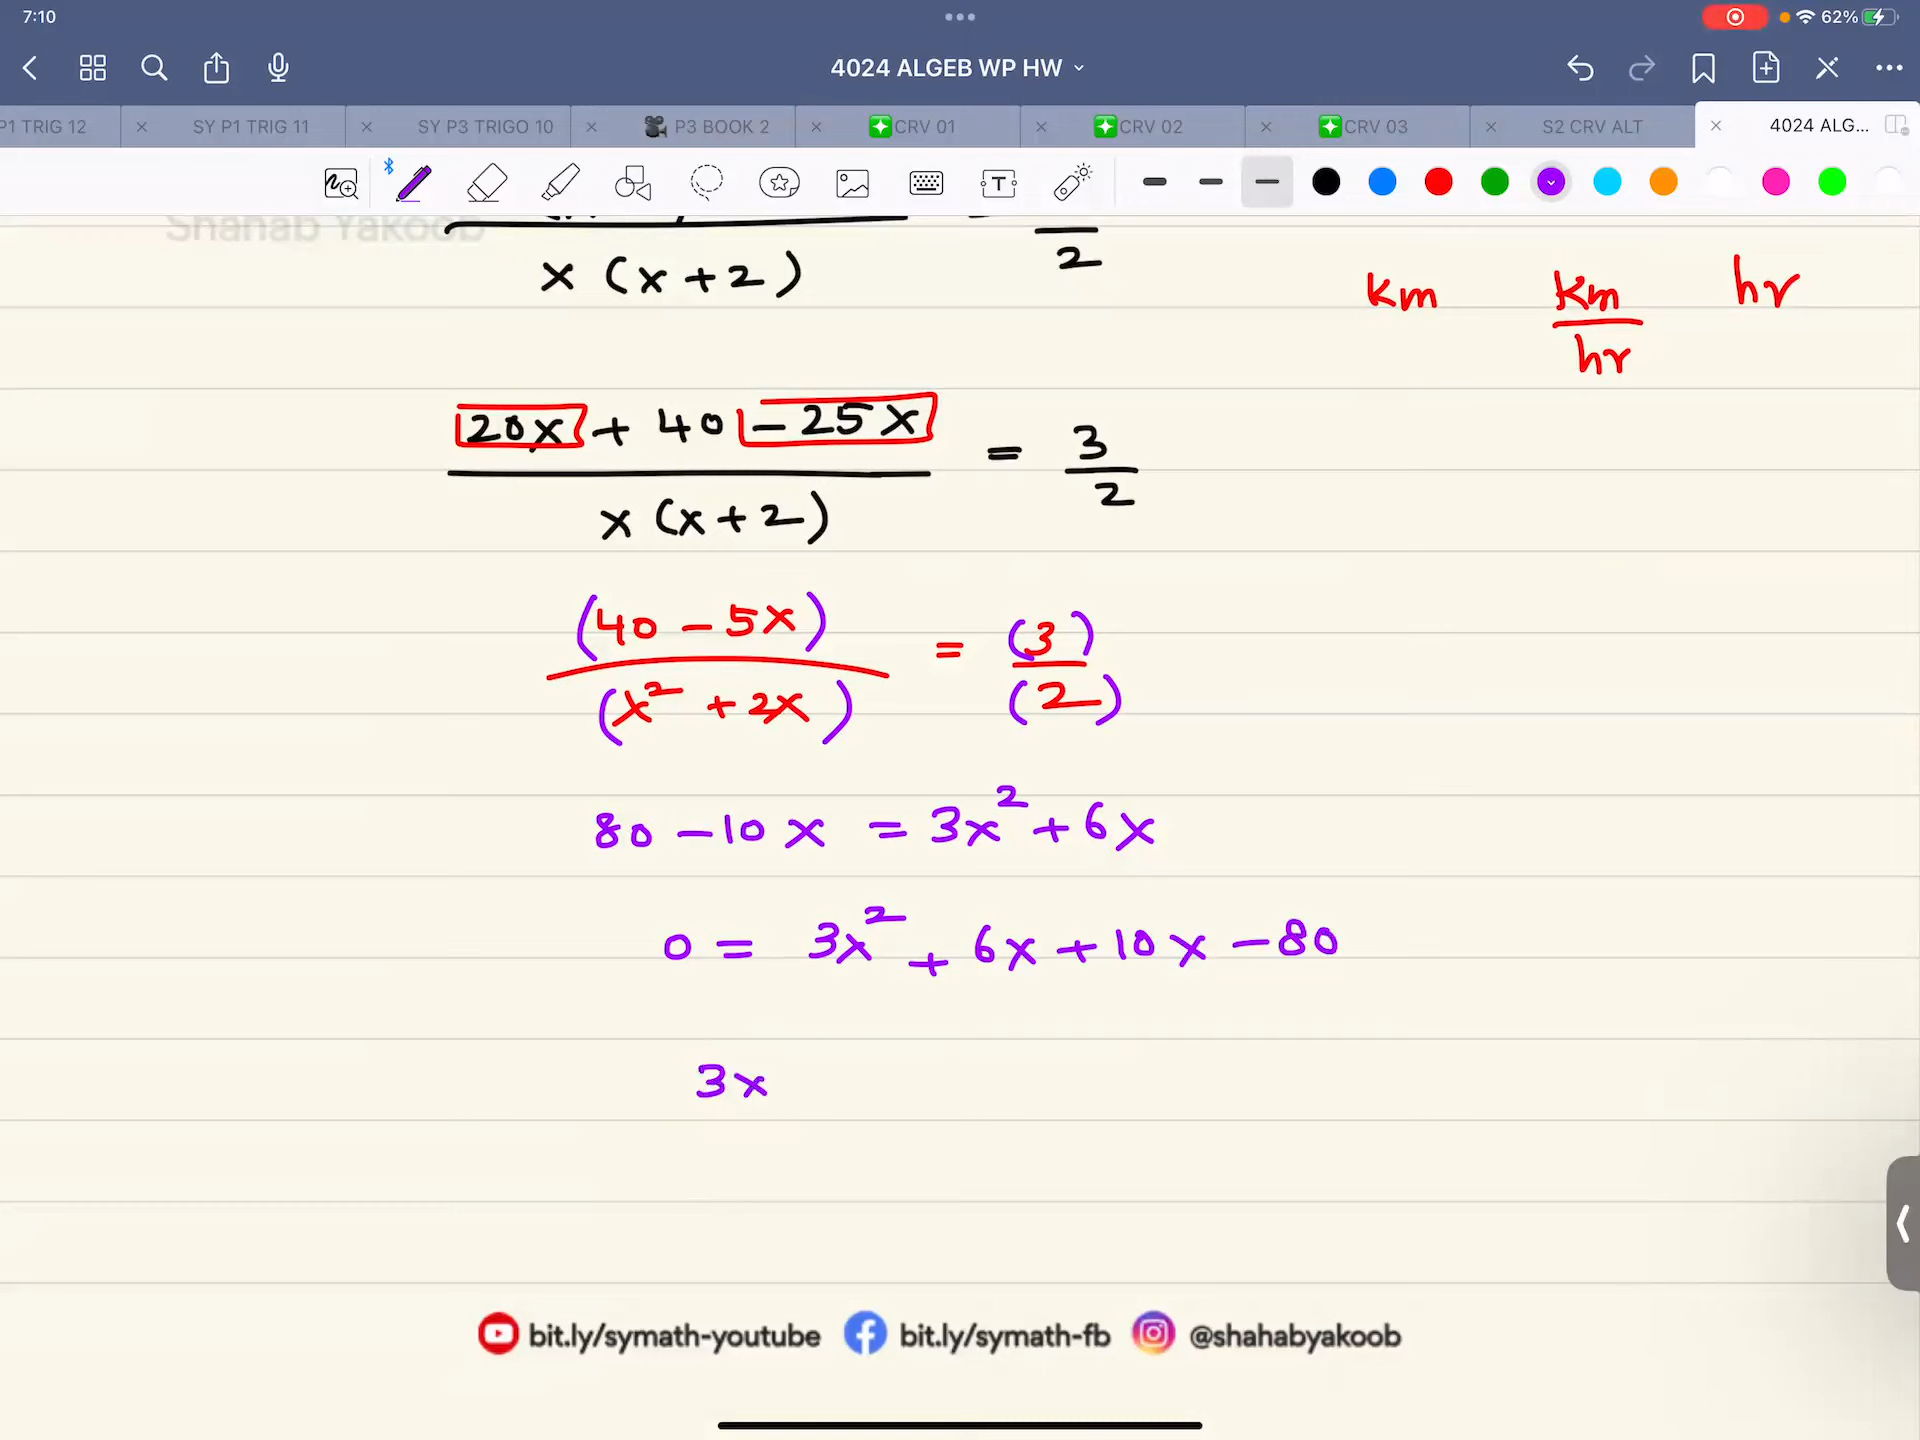 7:10
62%
4024 ALGEB WP HW
P1 TRIG 12
SY P1 TRIG 11
SY P3 TRIGO 10
P3 BOOK 2
CRV 01
CRV 02
CRV 03
S2 CRV ALT
4024 ALG...
Shahab Yakoob
x (x+2)
2
km km/hr hr
20x + 40 - 25x = 3
x (x+2) 2
(40 - 5x) = (3)
(x² + 2x) (2)
80 - 10x = 3x² + 6x
0 = 3x² + 6x + 10x - 80
3x
bit.ly/symath-youtube bit.ly/symath-fb @shahabyakoob